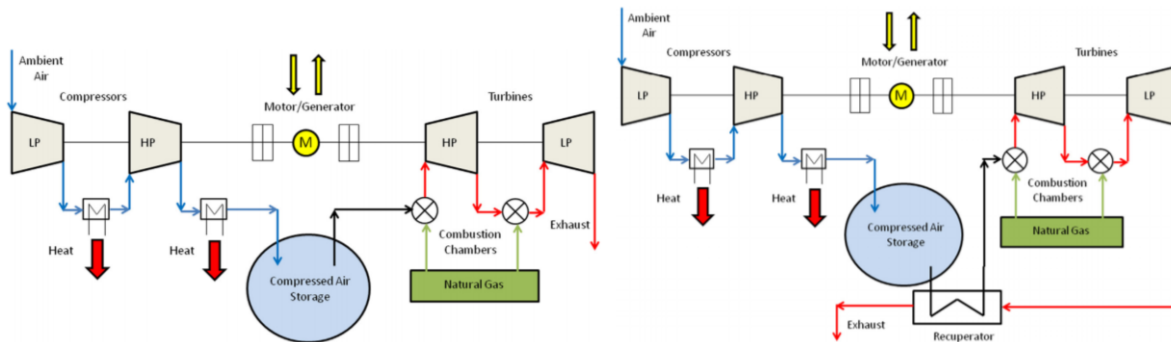 Ambient
Air
Compressors
Motor/Generator
Turbines
LP
HP
M
HP
LP
Heat
Heat
Combustion
Chambers
Exhaust
Compressed Air
Storage
Natural Gas
Ambient
Air
Compressors
Motor/Generator
Turbines
LP
HP
M
HP
LP
Heat
Heat
Combustion
Chambers
Compressed Air
Storage
Natural Gas
Exhaust
Recuperator